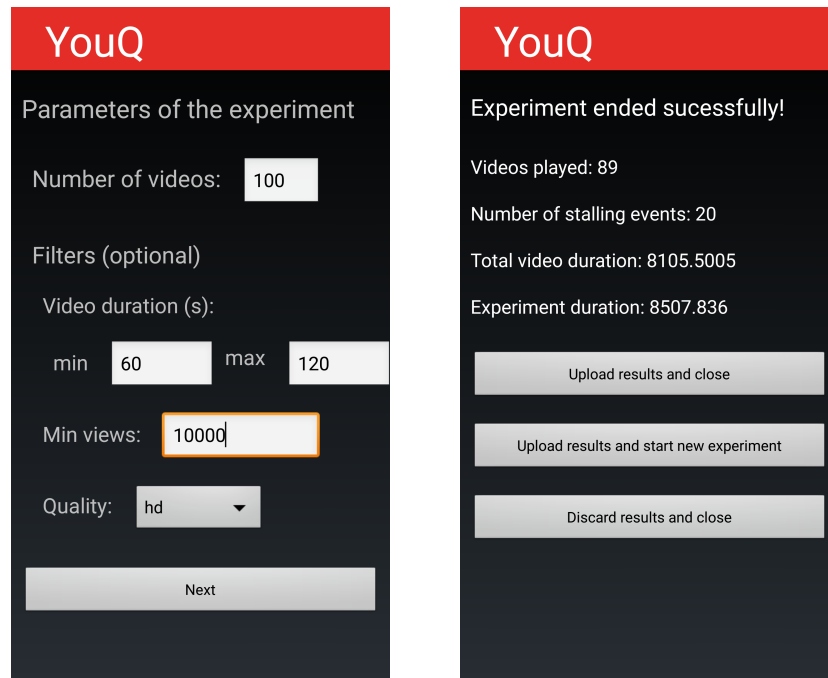 YouQ
Parameters of the experiment
Number of videos: 100
Filters (optional)
Video duration (s):
min 60 max 120
Min views: 10000
Quality: hd
Next
YouQ
Experiment ended sucessfully!
Videos played: 89
Number of stalling events: 20
Total video duration: 8105.5005
Experiment duration: 8507.836
Upload results and close
Upload results and start new experiment
Discard results and close